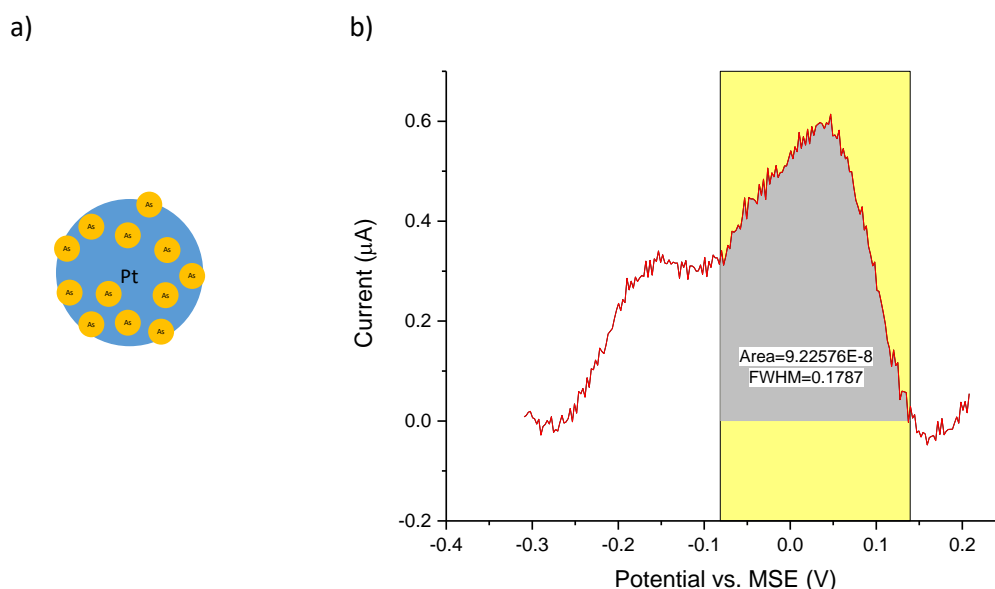 a)
As
As
As
As
As
Pt
As
As
As
As
As
As
As
b)
Current (µA)
0.6
0.4
0.2
0.0
-0.2
Area=9.22576E-8
FWHM=0.1787
-0.4 -0.3 -0.2 -0.1 0.0 0.1 0.2
Potential vs. MSE (V)